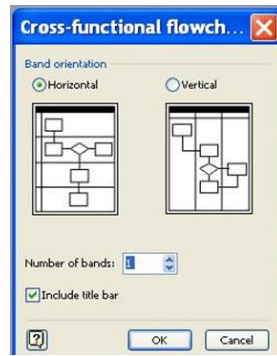 Cross-functional flowch...
Band orientation
Horizontal Vertical
Number of bands: 1
Include title bar
OK Cancel